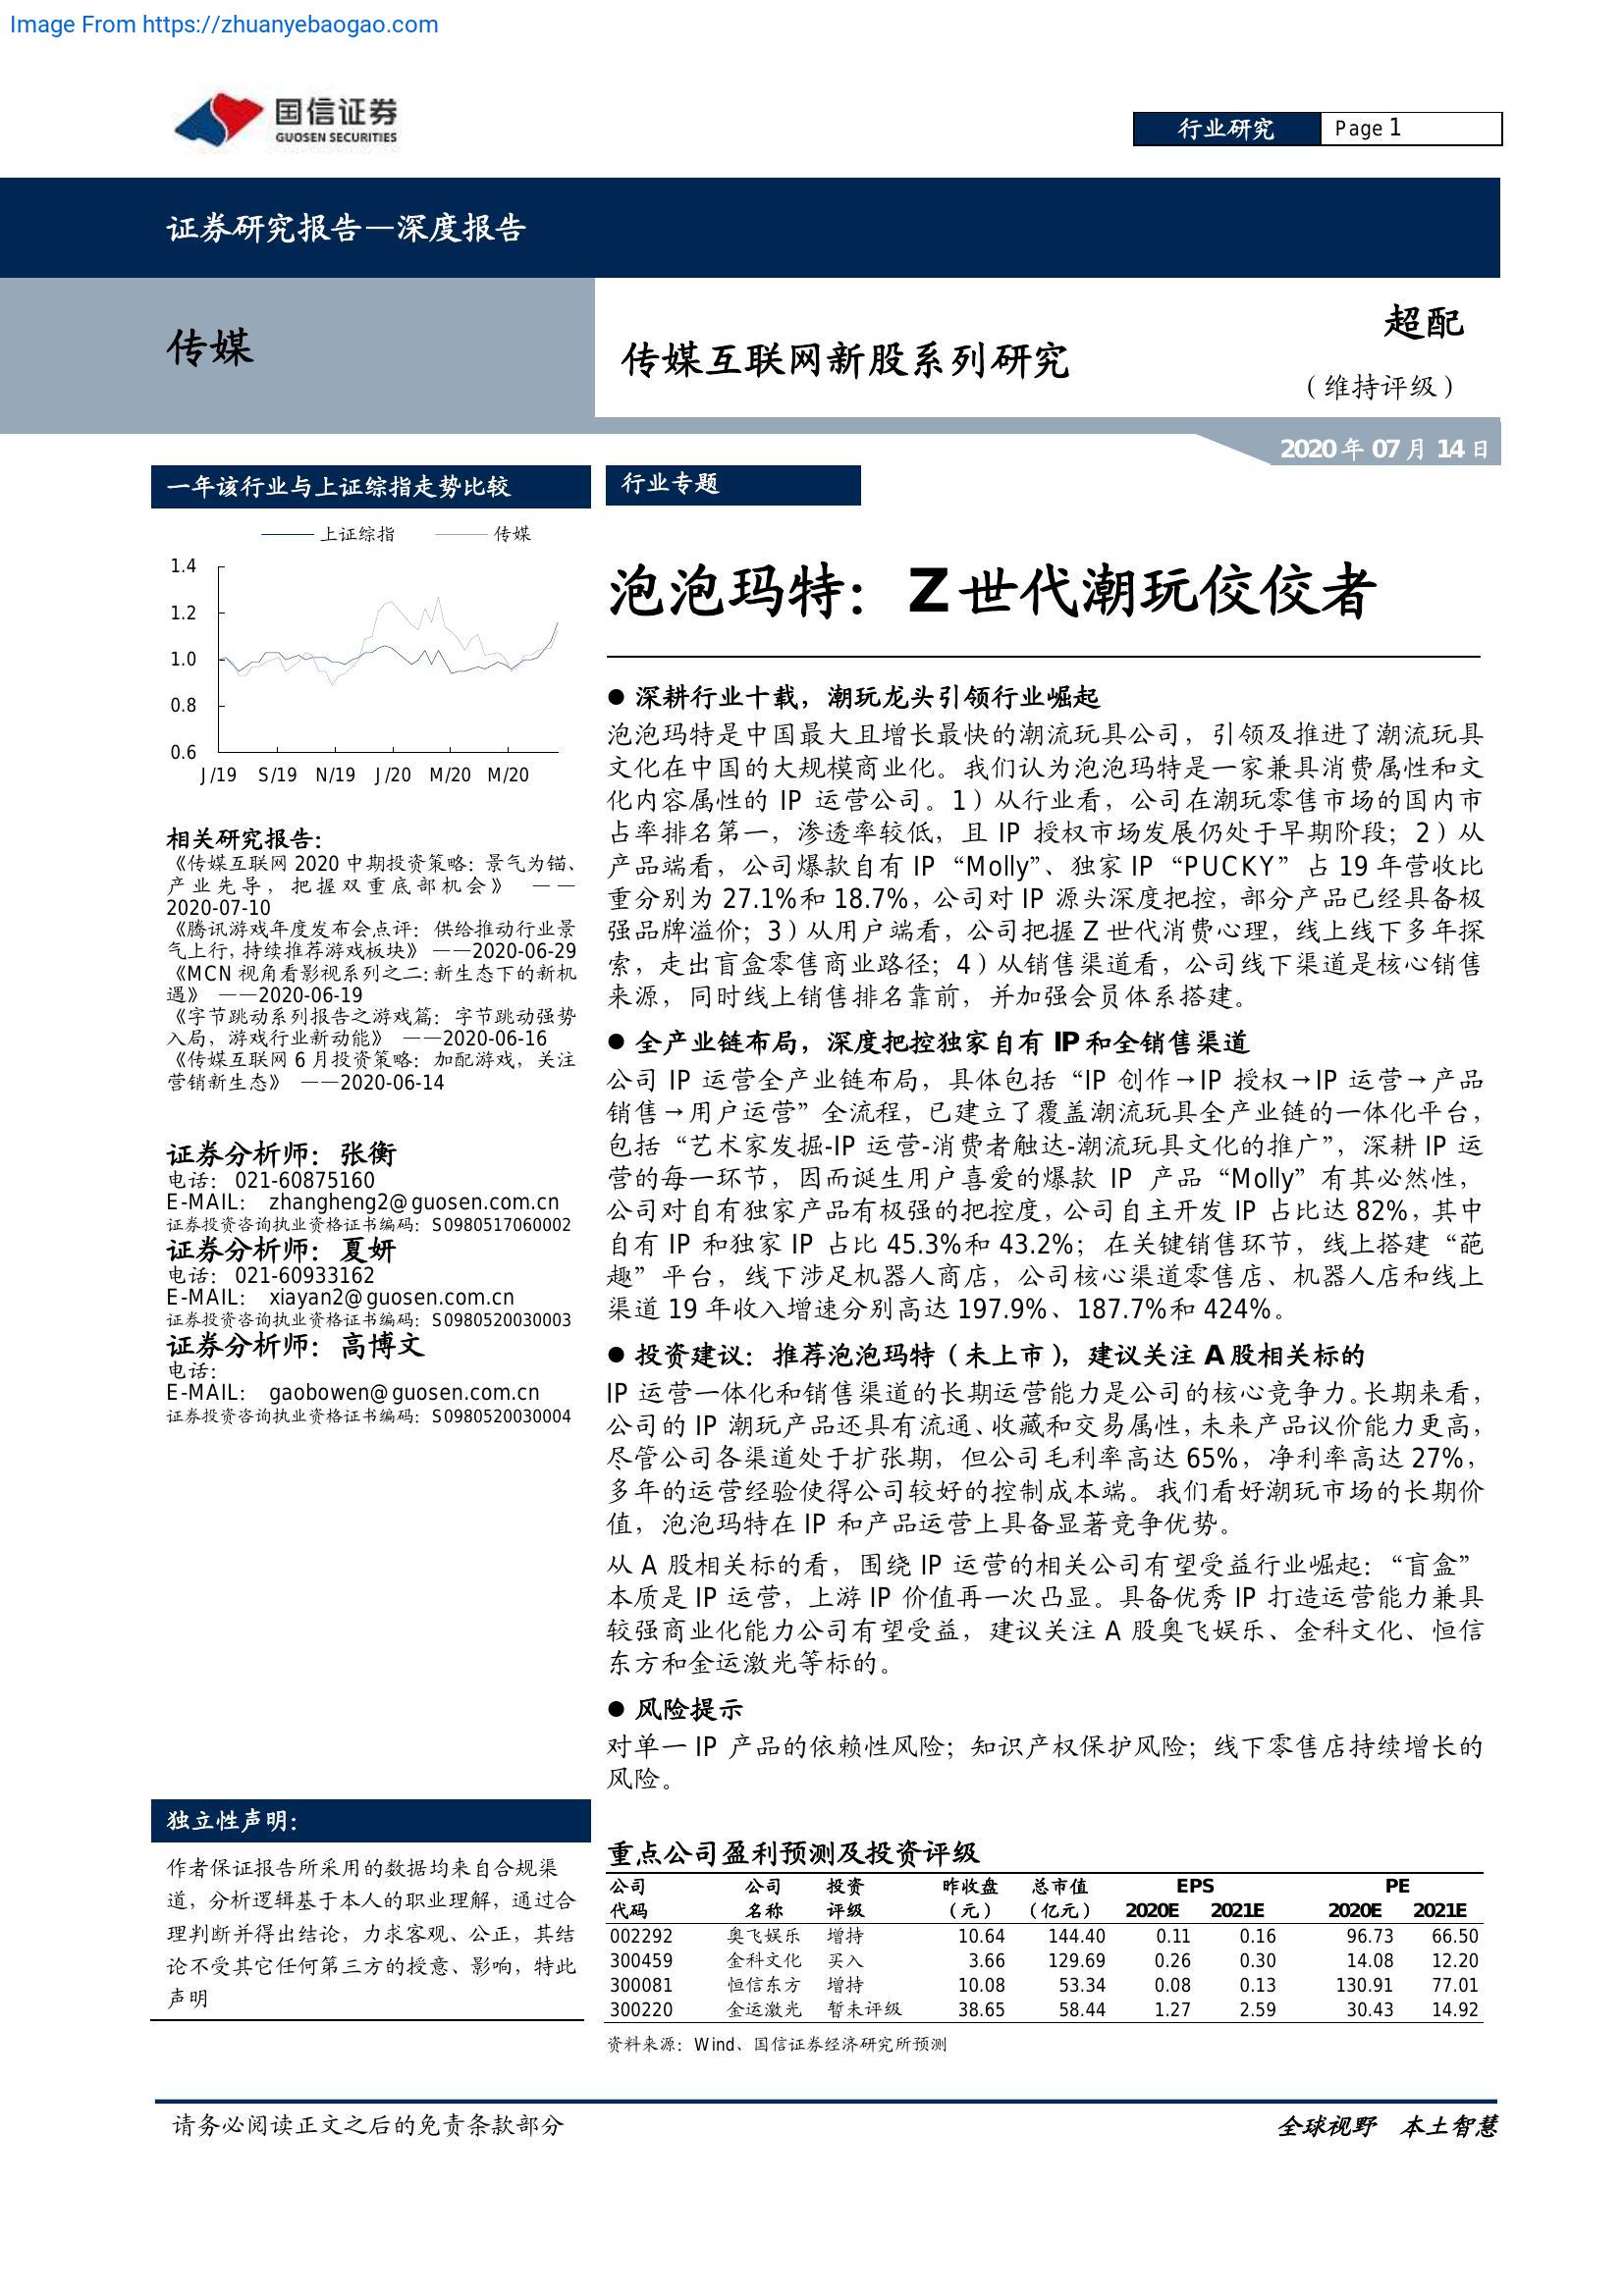 Image From https://zhuanyebaogao.com
国信证券
GUOSEN SECURITIES
行业研究
Page 1
证券研究报告—深度报告
传媒
传媒互联网新股系列研究
超配
（维持评级）
2020 年 07 月 14 日
一年该行业与上证综指走势比较
上证综指 传媒
1.4
1.2
1.0
0.8
0.6
J/19 S/19 N/19 J/20 M/20 M/20
相关研究报告：
《传媒互联网 2020 中期投资策略：景气为锚、
产业先导，把握双重底部机会》 ——
2020-07-10
《腾讯游戏年度发布会点评：供给推动行业景
气上行，持续推荐游戏板块》 ——2020-06-29
《MCN 视角看影视系列之二：新生态下的新机
遇》 ——2020-06-19
《字节跳动系列报告之游戏篇：字节跳动强势
入局，游戏行业新动能》 ——2020-06-16
《传媒互联网 6 月投资策略：加配游戏，关注
营销新生态》 ——2020-06-14
证券分析师：张衡
电话： 021-60875160
E-MAIL： zhangheng2@guosen.com.cn
证券投资咨询执业资格证书编码：S0980517060002
证券分析师：夏妍
电话： 021-60933162
E-MAIL： xiayan2@guosen.com.cn
证券投资咨询执业资格证书编码：S0980520030003
证券分析师：高博文
电话：
E-MAIL： gaobowen@guosen.com.cn
证券投资咨询执业资格证书编码：S0980520030004
独立性声明：
作者保证报告所采用的数据均来自合规渠
道，分析逻辑基于本人的职业理解，通过合
理判断并得出结论，力求客观、公正，其结
论不受其它任何第三方的授意、影响，特此
声明
行业专题
泡泡玛特：Z 世代潮玩佼佼者
● 深耕行业十载，潮玩龙头引领行业崛起
泡泡玛特是中国最大且增长最快的潮流玩具公司，引领及推进了潮流玩具
文化在中国的大规模商业化。我们认为泡泡玛特是一家兼具消费属性和文
化内容属性的 IP 运营公司。1）从行业看，公司在潮玩零售市场的国内市
占率排名第一，渗透率较低，且 IP 授权市场发展仍处于早期阶段；2）从
产品端看，公司爆款自有 IP“Molly”、独家 IP“PUCKY”占 19 年营收比
重分别为 27.1%和 18.7%，公司对 IP 源头深度把控，部分产品已经具备极
强品牌溢价；3）从用户端看，公司把握 Z 世代消费心理，线上线下多年探
索，走出盲盒零售商业路径；4）从销售渠道看，公司线下渠道是核心销售
来源，同时线上销售排名靠前，并加强会员体系搭建。
● 全产业链布局，深度把控独家自有 IP 和全销售渠道
公司 IP 运营全产业链布局，具体包括“IP 创作→IP 授权→IP 运营→产品
销售→用户运营”全流程，已建立了覆盖潮流玩具全产业链的一体化平台，
包括“艺术家发掘-IP 运营-消费者触达-潮流玩具文化的推广”，深耕 IP 运
营的每一环节，因而诞生用户喜爱的爆款 IP 产品“Molly”有其必然性，
公司对自有独家产品有极强的把控度，公司自主开发 IP 占比达 82%，其中
自有 IP 和独家 IP 占比 45.3%和 43.2%；在关键销售环节，线上搭建“葩
趣”平台，线下涉足机器人商店，公司核心渠道零售店、机器人店和线上
渠道 19 年收入增速分别高达 197.9%、187.7%和 424%。
● 投资建议：推荐泡泡玛特（未上市），建议关注 A 股相关标的
IP 运营一体化和销售渠道的长期运营能力是公司的核心竞争力。长期来看，
公司的 IP 潮玩产品还具有流通、收藏和交易属性，未来产品议价能力更高，
尽管公司各渠道处于扩张期，但公司毛利率高达 65%，净利率高达 27%，
多年的运营经验使得公司较好的控制成本端。我们看好潮玩市场的长期价
值，泡泡玛特在 IP 和产品运营上具备显著竞争优势。
从 A 股相关标的看，围绕 IP 运营的相关公司有望受益行业崛起：“盲盒”
本质是 IP 运营，上游 IP 价值再一次凸显。具备优秀 IP 打造运营能力兼具
较强商业化能力公司有望受益，建议关注 A 股奥飞娱乐、金科文化、恒信
东方和金运激光等标的。
● 风险提示
对单一 IP 产品的依赖性风险；知识产权保护风险；线下零售店持续增长的
风险。
重点公司盈利预测及投资评级
公司 公司 投资 昨收盘 总市值 EPS PE
代码 名称 评级 （元） （亿元） 2020E 2021E 2020E 2021E
002292 奥飞娱乐 增持 10.64 144.40 0.11 0.16 96.73 66.50
300459 金科文化 买入 3.66 129.69 0.26 0.30 14.08 12.20
300081 恒信东方 增持 10.08 53.34 0.08 0.13 130.91 77.01
300220 金运激光 暂未评级 38.65 58.44 1.27 2.59 30.43 14.92
资料来源：Wind、国信证券经济研究所预测
请务必阅读正文之后的免责条款部分
全球视野 本土智慧